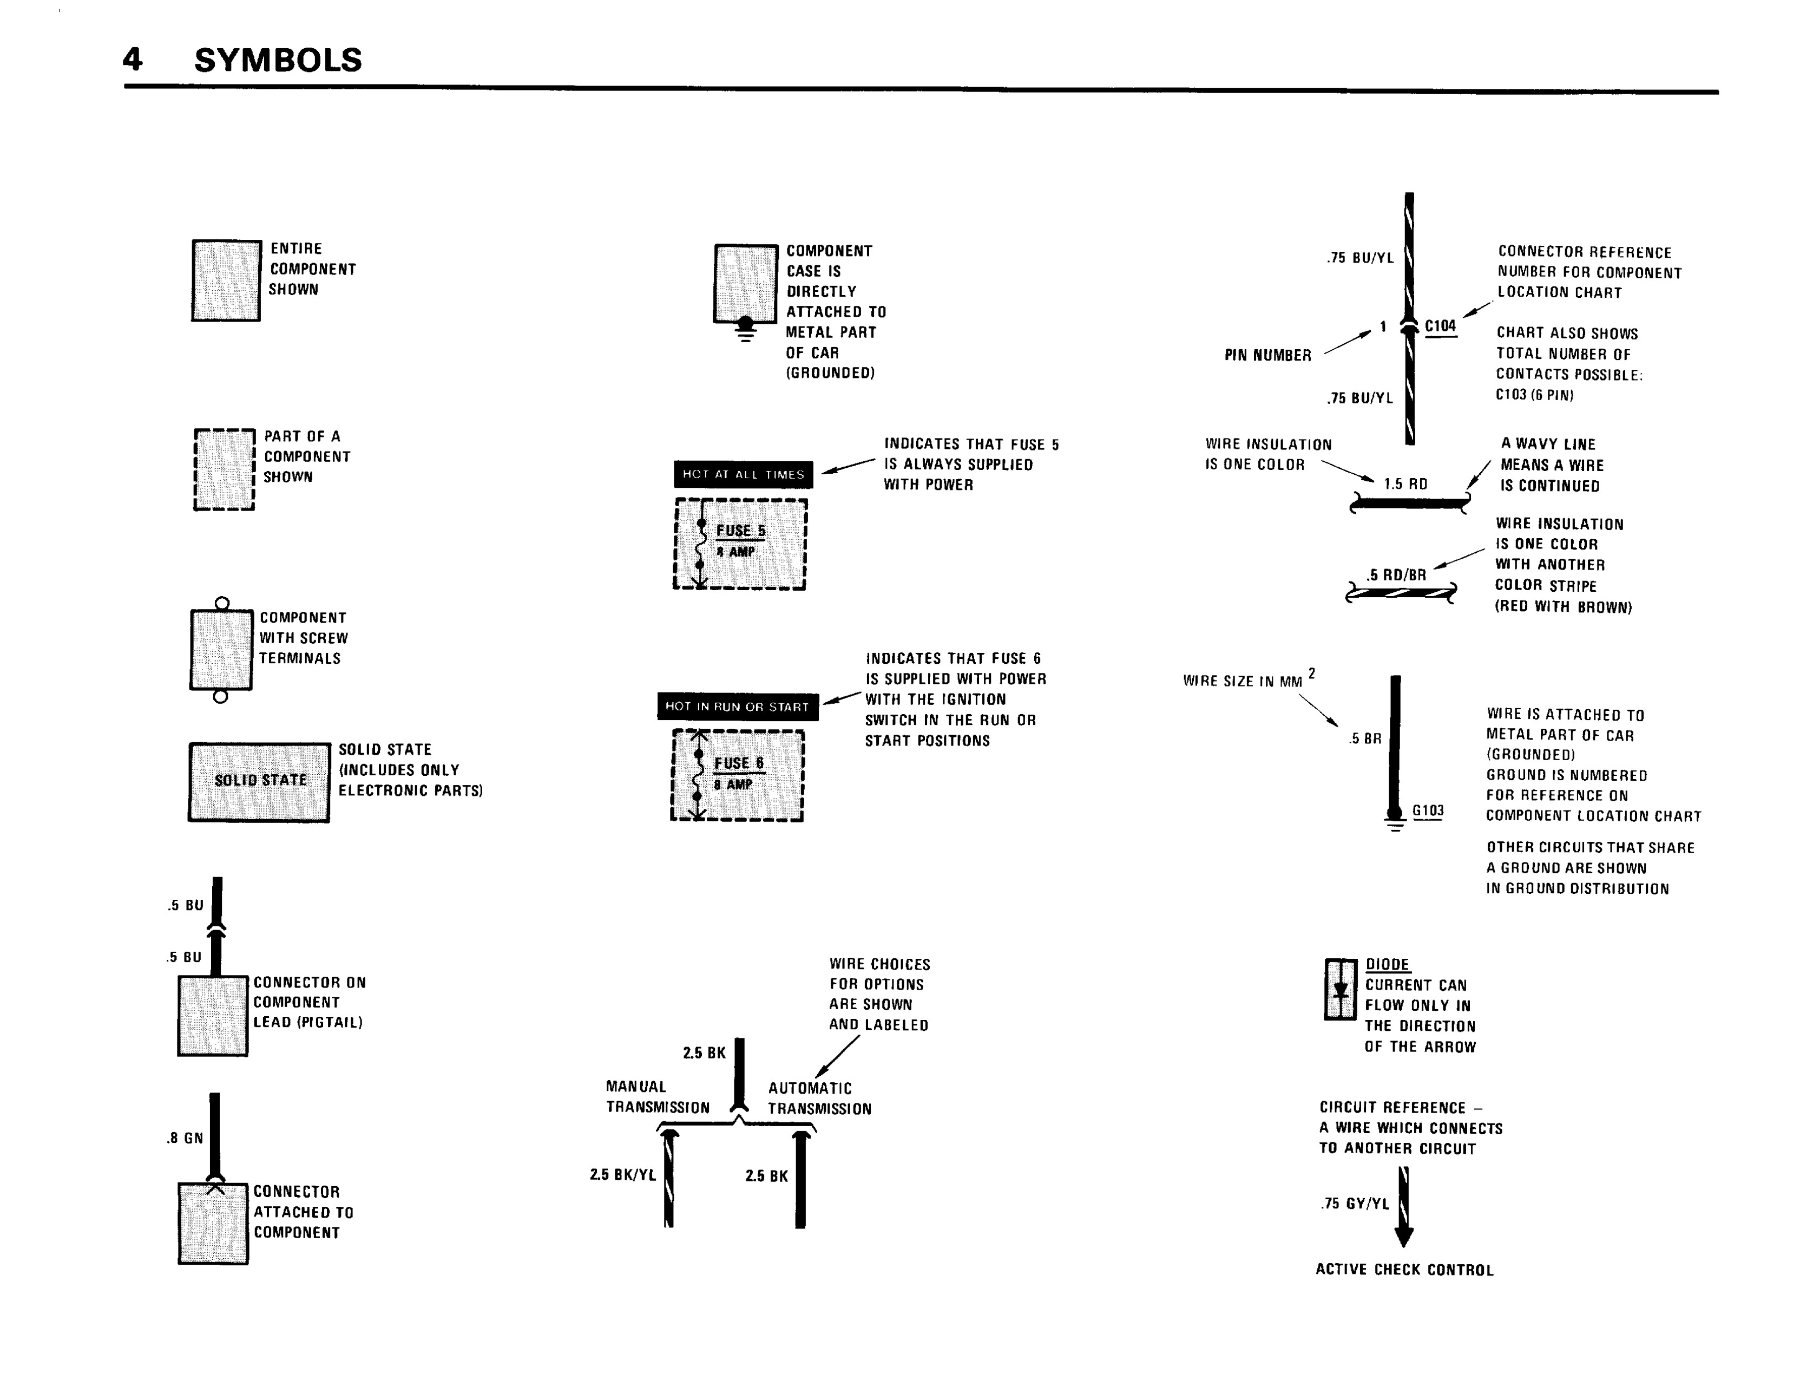 4 SYMBOLS
ENTIRE
COMPONENT
SHOWN
PART OF A
COMPONENT
SHOWN
COMPONENT
WITH SCREW
TERMINALS
SOLID STATE
SOLID STATE
(INCLUDES ONLY
ELECTRONIC PARTS)
.5 BU
.5 BU
CONNECTOR ON
COMPONENT
LEAD (PIGTAIL)
.8 GN
CONNECTOR
ATTACHED TO
COMPONENT
COMPONENT
CASE IS
DIRECTLY
ATTACHED TO
METAL PART
OF CAR
(GROUNDED)
INDICATES THAT FUSE 5
IS ALWAYS SUPPLIED
WITH POWER
HOT AT ALL TIMES
FUSE 5
8 AMP
INDICATES THAT FUSE 6
IS SUPPLIED WITH POWER
WITH THE IGNITION
SWITCH IN THE RUN OR
START POSITIONS
HOT IN RUN OR START
FUSE 6
8 AMP
WIRE CHOICES
FOR OPTIONS
ARE SHOWN
AND LABELED
2.5 BK
MANUAL
TRANSMISSION
AUTOMATIC
TRANSMISSION
2.5 BK/YL
2.5 BK
.75 BU/YL
CONNECTOR REFERENCE
NUMBER FOR COMPONENT
LOCATION CHART
1
C104
PIN NUMBER
CHART ALSO SHOWS
TOTAL NUMBER OF
CONTACTS POSSIBLE:
C103 (6 PIN)
.75 BU/YL
WIRE INSULATION
IS ONE COLOR
1.5 RD
A WAVY LINE
MEANS A WIRE
IS CONTINUED
WIRE INSULATION
IS ONE COLOR
WITH ANOTHER
COLOR STRIPE
(RED WITH BROWN)
.5 RD/BR
WIRE SIZE IN MM 2
.5 BR
G103
WIRE IS ATTACHED TO
METAL PART OF CAR
(GROUNDED)
GROUND IS NUMBERED
FOR REFERENCE ON
COMPONENT LOCATION CHART
OTHER CIRCUITS THAT SHARE
A GROUND ARE SHOWN
IN GROUND DISTRIBUTION
DIODE
CURRENT CAN
FLOW ONLY IN
THE DIRECTION
OF THE ARROW
CIRCUIT REFERENCE –
A WIRE WHICH CONNECTS
TO ANOTHER CIRCUIT
.75 GY/YL
ACTIVE CHECK CONTROL